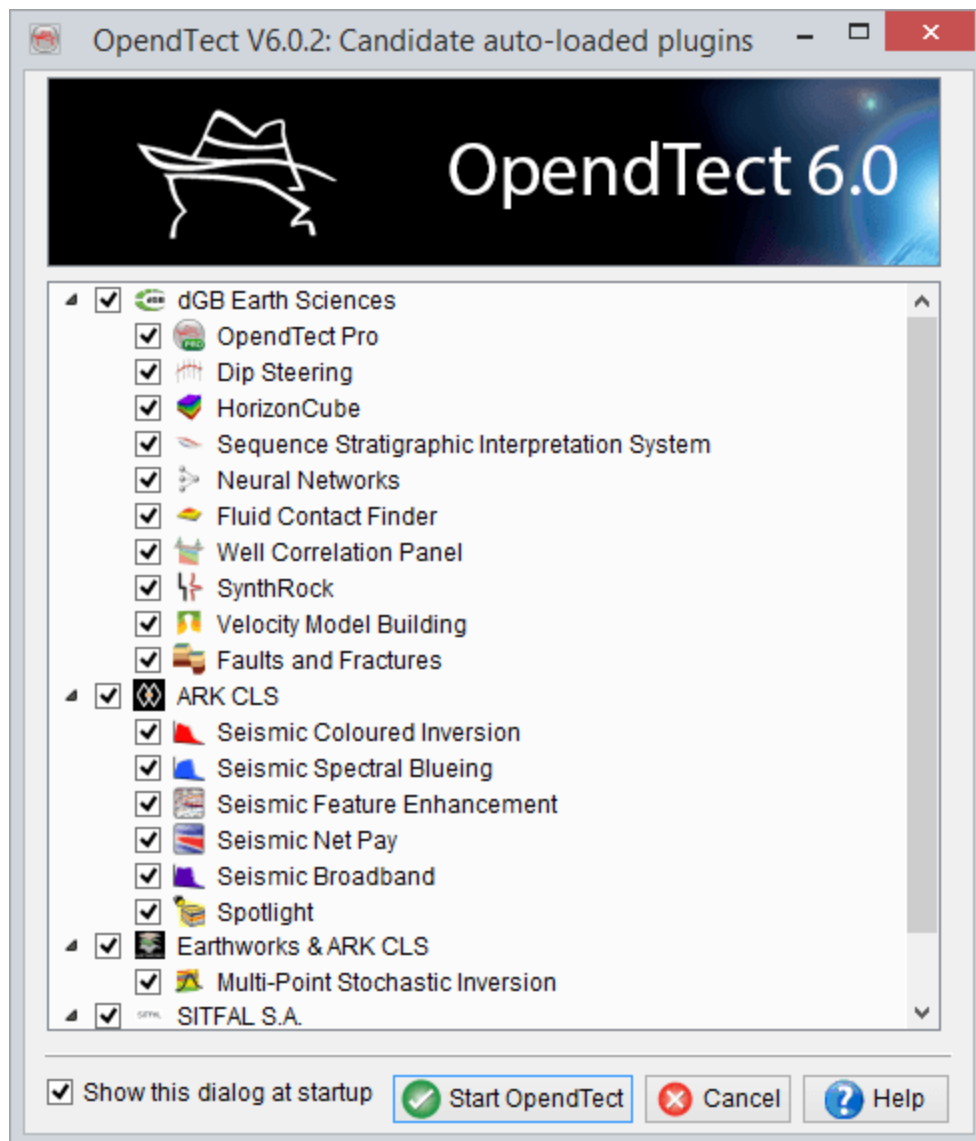 OpendTect V6.0.2: Candidate auto-loaded plugins
OpendTect 6.0
dGB Earth Sciences
OpendTect Pro
Dip Steering
HorizonCube
Sequence Stratigraphic Interpretation System
Neural Networks
Fluid Contact Finder
Well Correlation Panel
SynthRock
Velocity Model Building
Faults and Fractures
ARK CLS
Seismic Coloured Inversion
Seismic Spectral Blueing
Seismic Feature Enhancement
Seismic Net Pay
Seismic Broadband
Spotlight
Earthworks & ARK CLS
Multi-Point Stochastic Inversion
SITFAL S.A.
Show this dialog at startup Start OpendTect Cancel Help